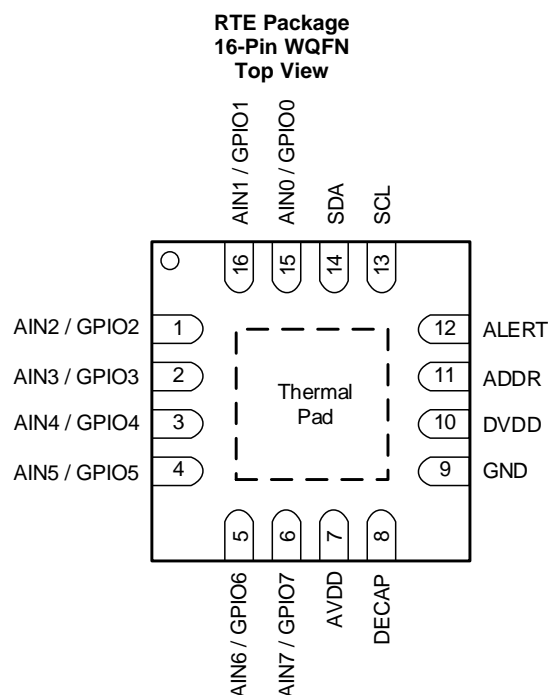 RTE Package
16-Pin WQFN
Top View
AIN1 / GPIO1
AIN0 / GPIO0
SDA
SCL
16
15
14
13
AIN2 / GPIO2
1
12
ALERT
AIN3 / GPIO3
2
11
ADDR
AIN4 / GPIO4
3
10
DVDD
AIN5 / GPIO5
4
9
GND
Thermal
Pad
5
6
7
8
AIN6 / GPIO6
AIN7 / GPIO7
AVDD
DECAP